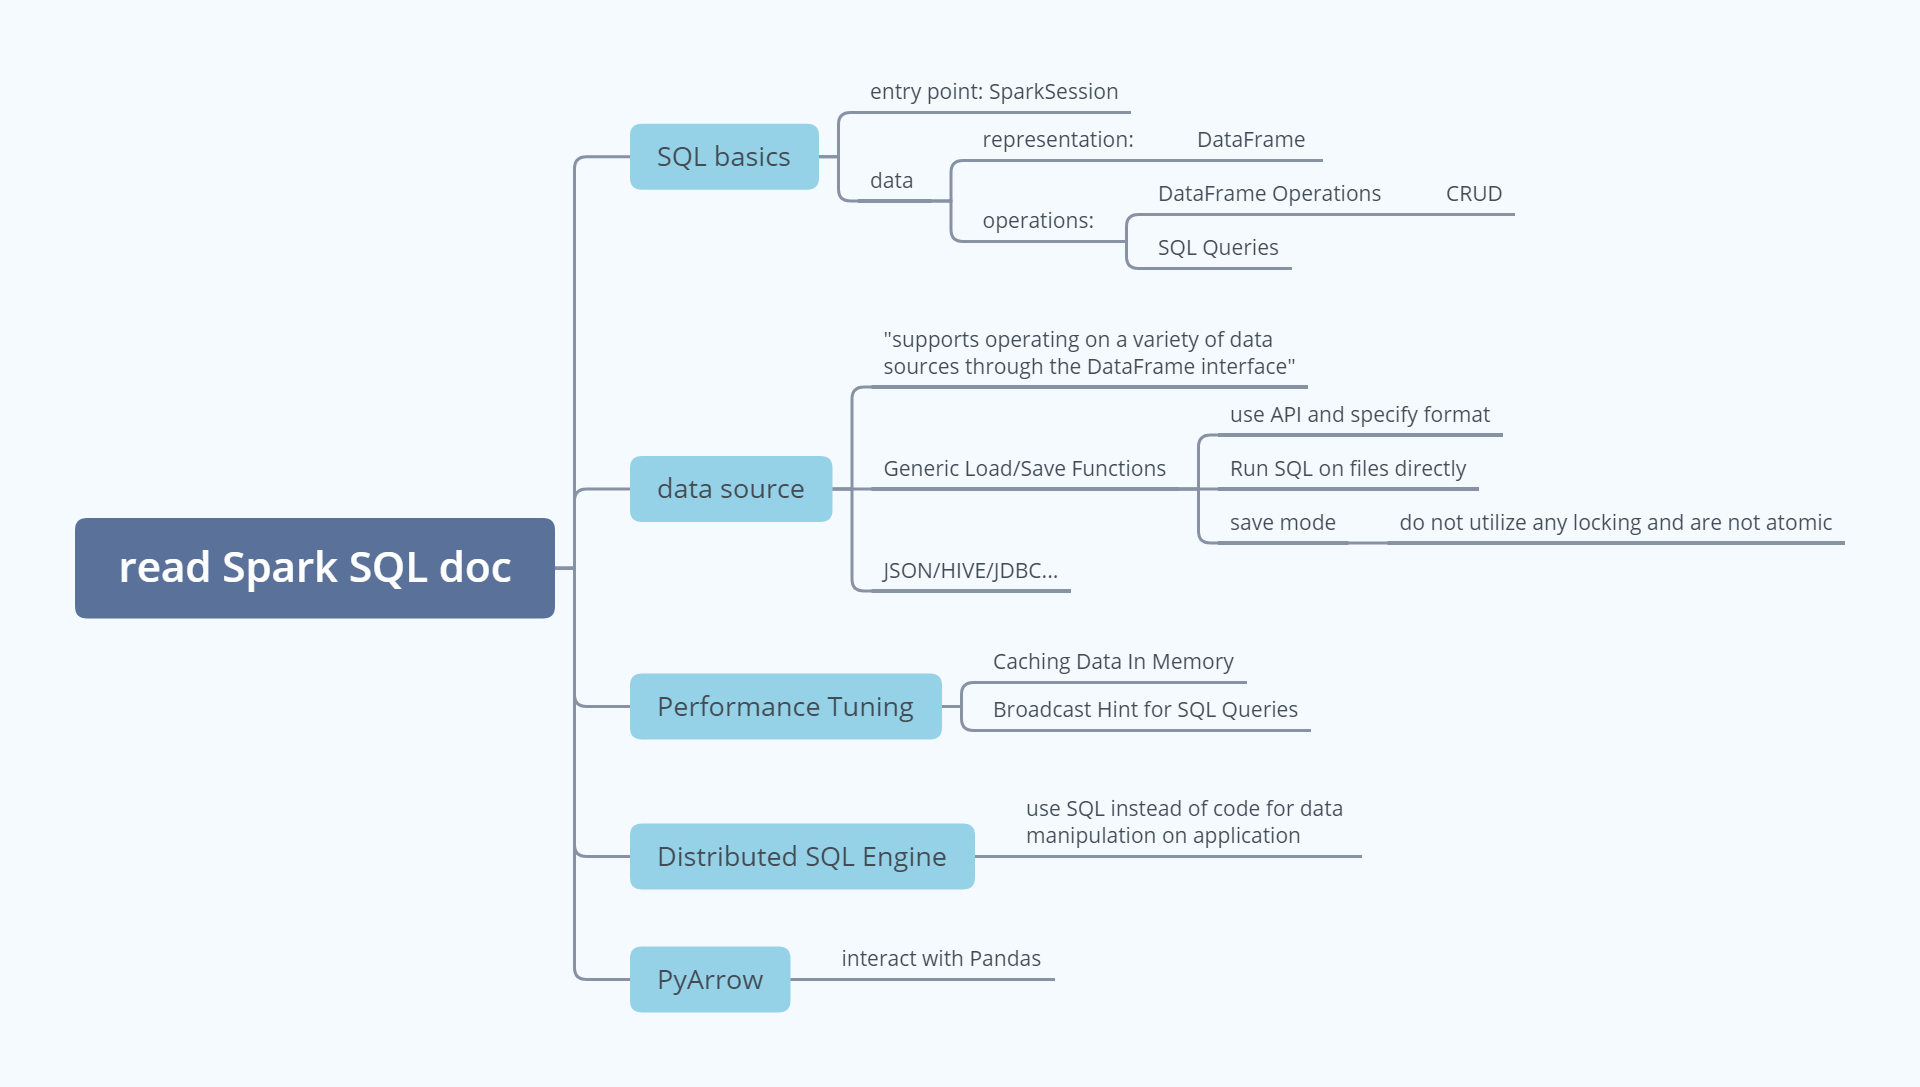 read Spark SQL doc
SQL basics
entry point: SparkSession
data
representation:
DataFrame
operations:
DataFrame Operations
CRUD
SQL Queries
data source
"supports operating on a variety of data
sources through the DataFrame interface"
Generic Load/Save Functions
use API and specify format
Run SQL on files directly
save mode
do not utilize any locking and are not atomic
JSON/HIVE/JDBC...
Performance Tuning
Caching Data In Memory
Broadcast Hint for SQL Queries
Distributed SQL Engine
use SQL instead of code for data
manipulation on application
PyArrow
interact with Pandas